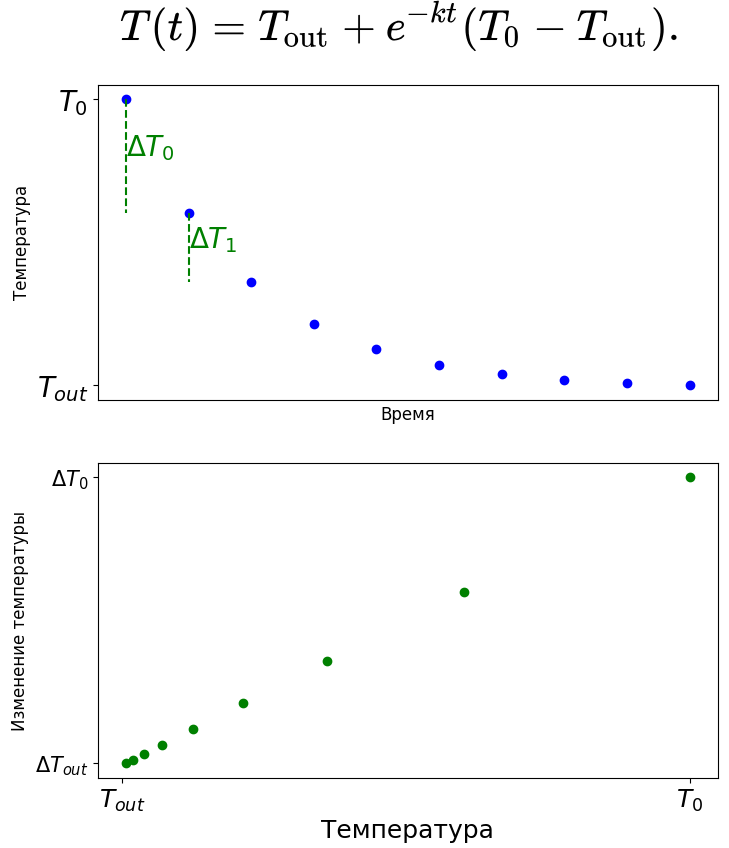 T(t) = T_out + e^{-kt}(T_0 − T_out).
T_0
ΔT_0
ΔT_1
Температура
T_out
Время
ΔT_0
Изменение температуры
ΔT_out
T_out T_0
Температура